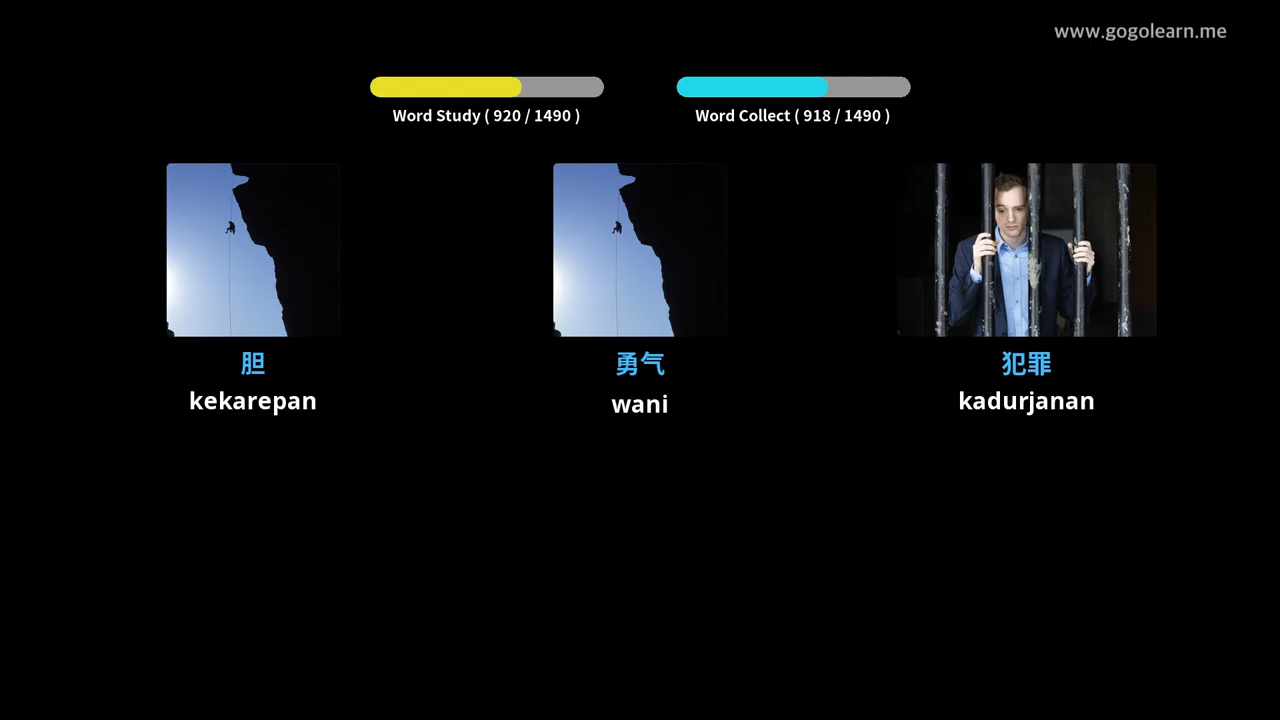 www.gogolearn.me
Word Study ( 920 / 1490 )
Word Collect ( 918 / 1490 )
胆
勇气
犯罪
kekarepan
wani
kadurjanan